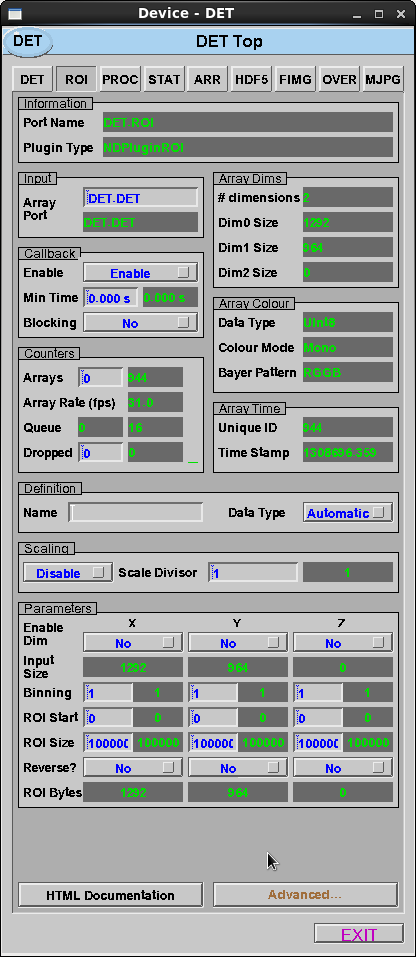 Device - DET
DET
DET Top
DET ROI PROC STAT ARR HDF5 FIMG OVER MJPG
Information
Port Name DET.ROI
Plugin Type NDPluginROI
Input
Array Port DET.DET
DET.DET
Callback
Enable Enable
Min Time 0.000 s 0.000 s
Blocking No
Counters
Arrays 0 944
Array Rate (fps) 31.0
Queue 0 16
Dropped 0 0
Array Dims
# dimensions 2
Dim0 Size 1292
Dim1 Size 964
Dim2 Size 0
Array Colour
Data Type UInt8
Colour Mode Mono
Bayer Pattern RGGB
Array Time
Unique ID 944
Time Stamp 1308696.359
Definition
Name Data Type Automatic
Scaling
Disable Scale Divisor 1 1
Parameters
X Y Z
Enable Dim No No No
Input Size 1292 964 0
Binning 1 1 1 1 1 1
ROI Start 0 0 0 0 0 0
ROI Size 100000 100000 100000 100000 100000 100000
Reverse? No No No
ROI Bytes 1292 964 0
HTML Documentation Advanced...
EXIT